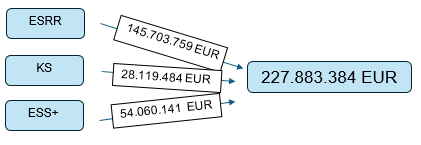 ESRR
145.703.759 EUR
KS
28.119.484 EUR
227.883.384 EUR
ESS+
54.060.141 EUR